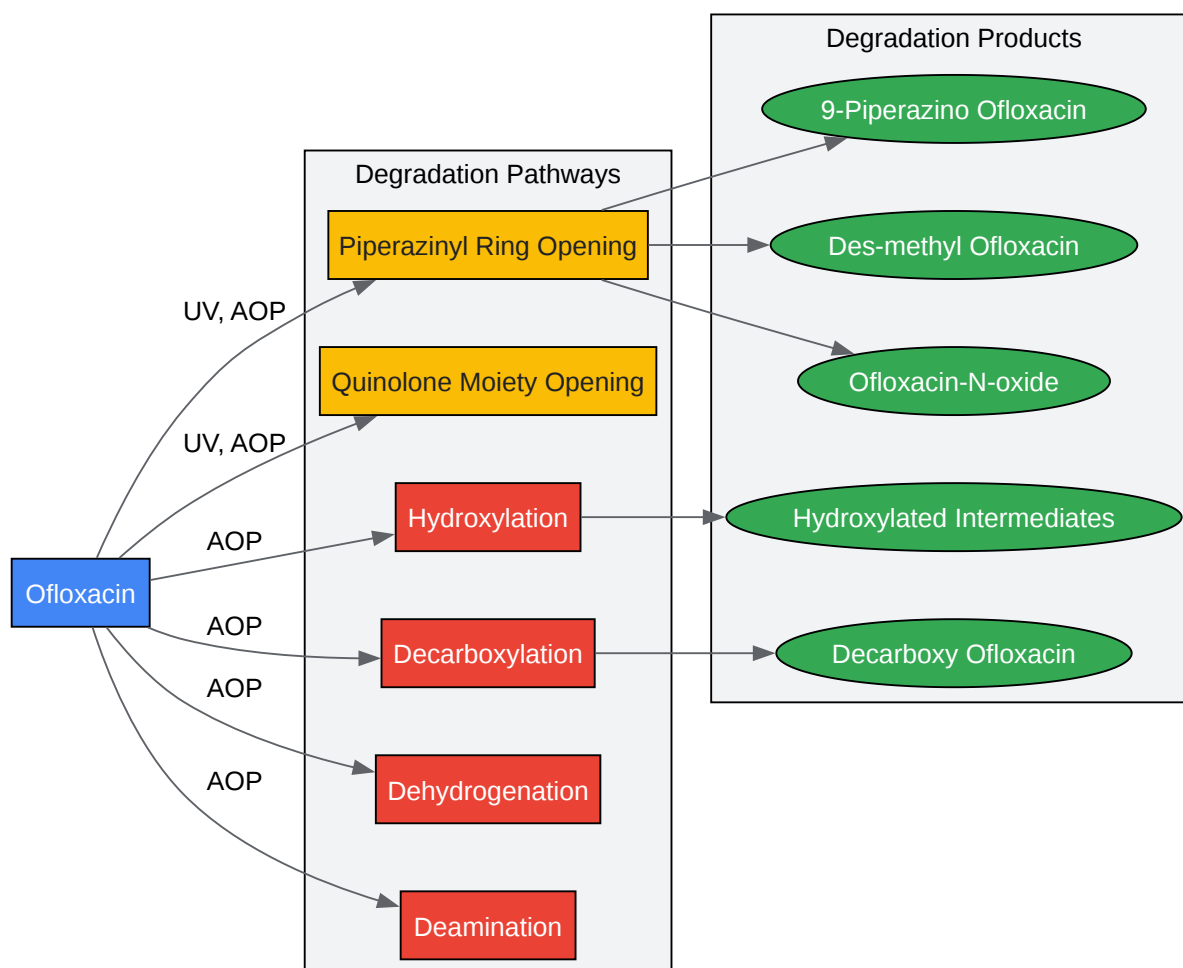 Degradation Products
9-Piperazino Ofloxacin
Degradation Pathways
Piperazinyl Ring Opening
Des-methyl Ofloxacin
UV, AOP
Quinolone Moiety Opening
Ofloxacin-N-oxide
UV, AOP
Hydroxylation
Hydroxylated Intermediates
AOP
Ofloxacin
AOP
Decarboxylation
Decarboxy Ofloxacin
AOP
Dehydrogenation
AOP
Deamination